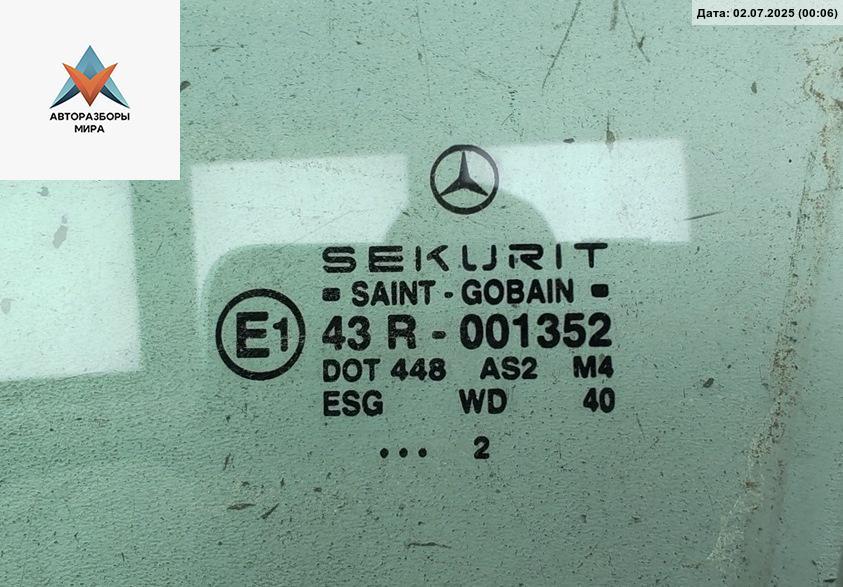 Дата: 02.07.2025 (00:06)
АВТОРАЗБОРЫ
МИРА
SEKURIT
SAINT - GOBAIN
E1
43 R - 001352
DOT 448 AS2 M4
ESG WD 40
... 2